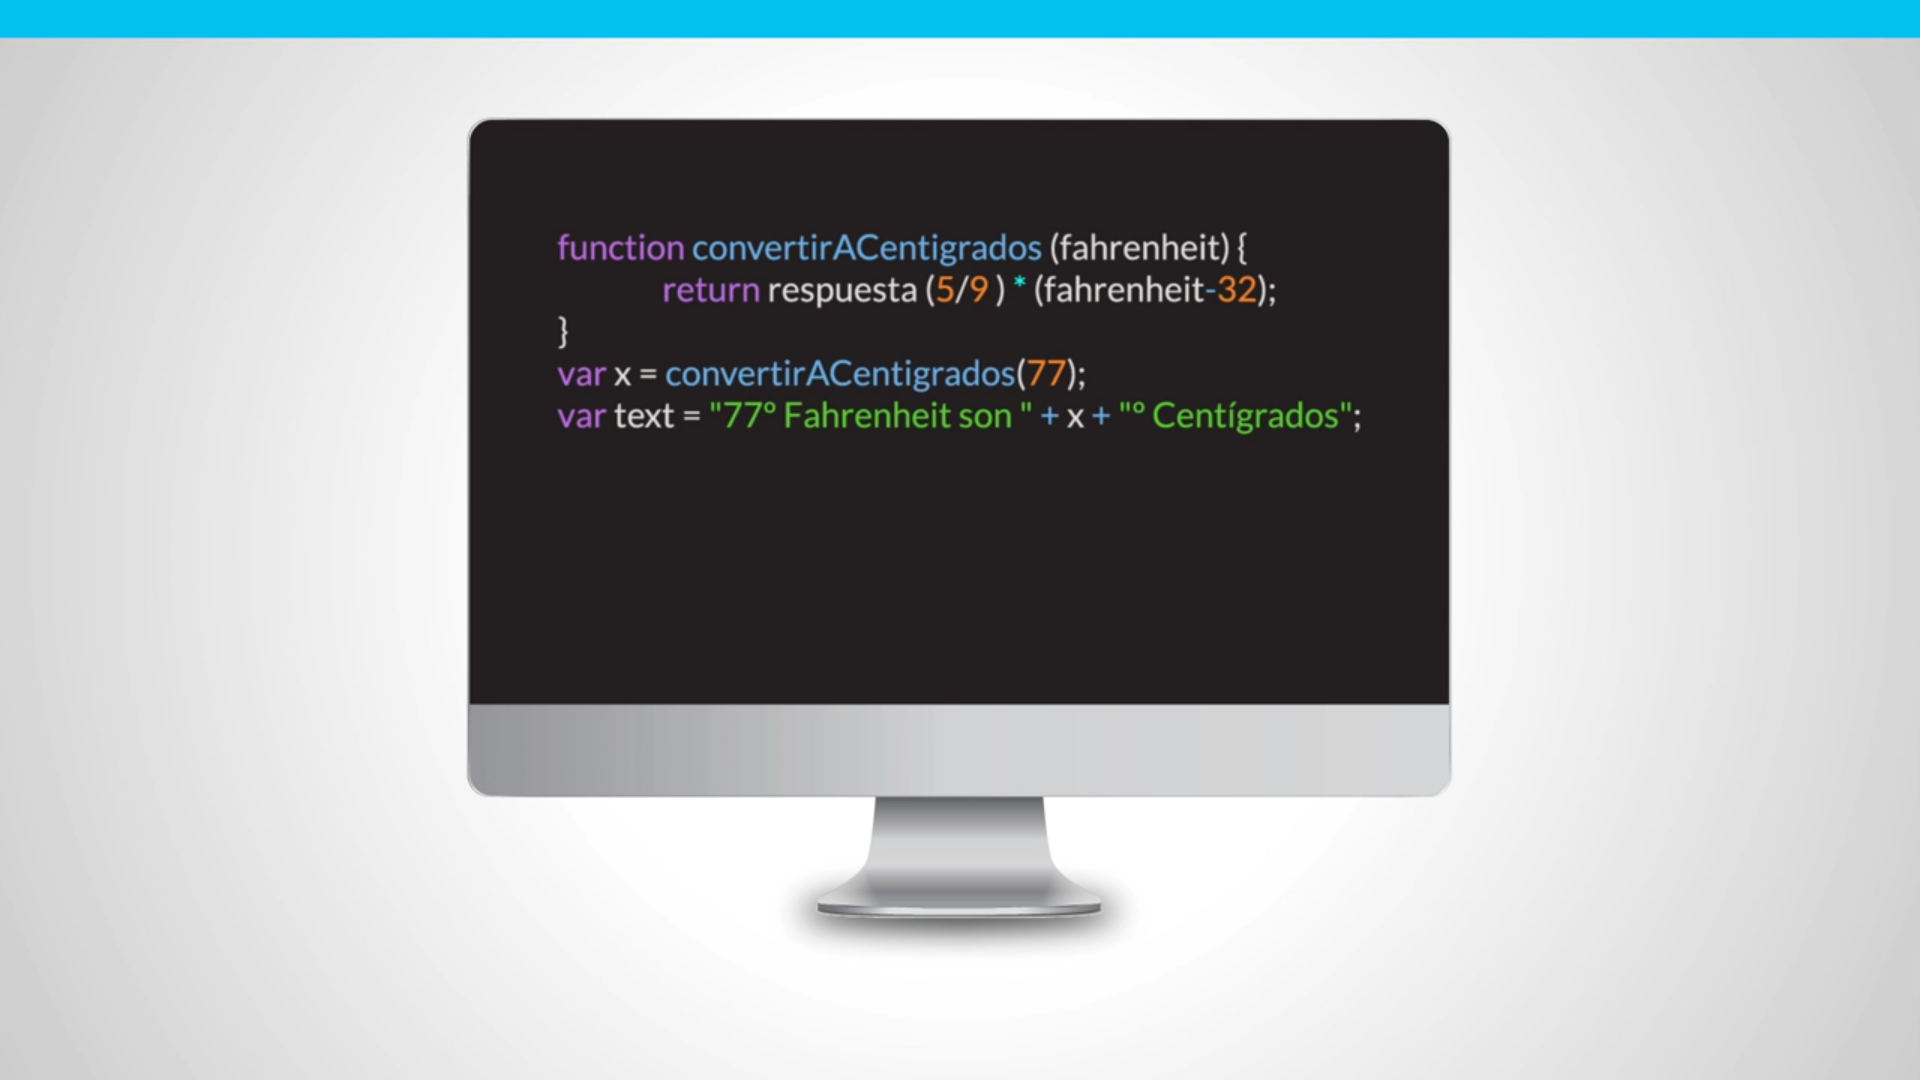 function convertirACentigrados (fahrenheit) {
return respuesta (5/9 ) * (fahrenheit-32);
}
var x = convertirACentigrados(77);
var text = "77° Fahrenheit son " + x + "° Centígrados";